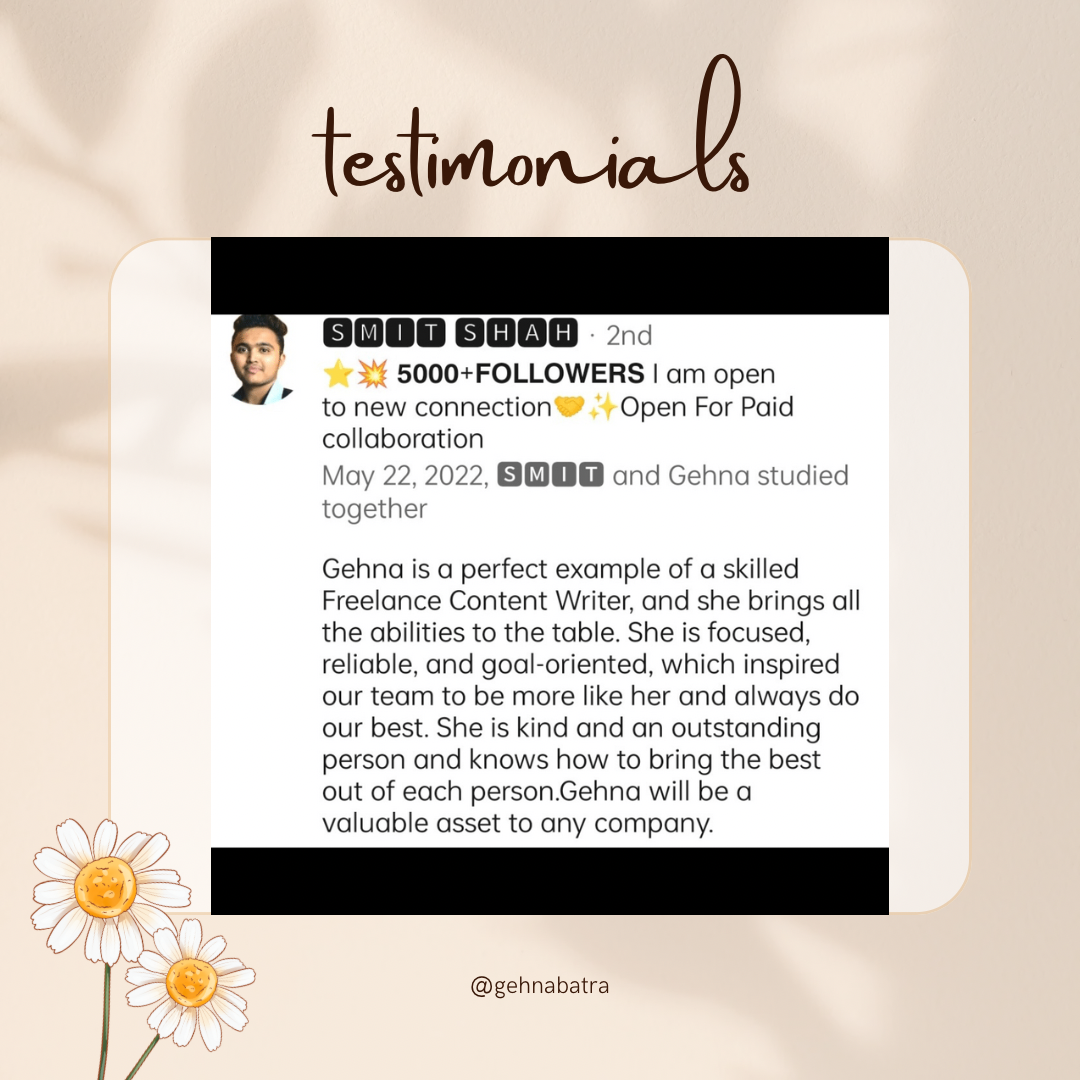 testimonials
🅂🄼🄸🅃 🅂🄷🄰🄷 · 2nd
⭐💥 5000+FOLLOWERS I am open
to new connection🤝✨Open For Paid
collaboration
May 22, 2022, 🅂🄼🄸🅃 and Gehna studied
together
Gehna is a perfect example of a skilled
Freelance Content Writer, and she brings all
the abilities to the table. She is focused,
reliable, and goal-oriented, which inspired
our team to be more like her and always do
our best. She is kind and an outstanding
person and knows how to bring the best
out of each person.Gehna will be a
valuable asset to any company.
@gehnabatra